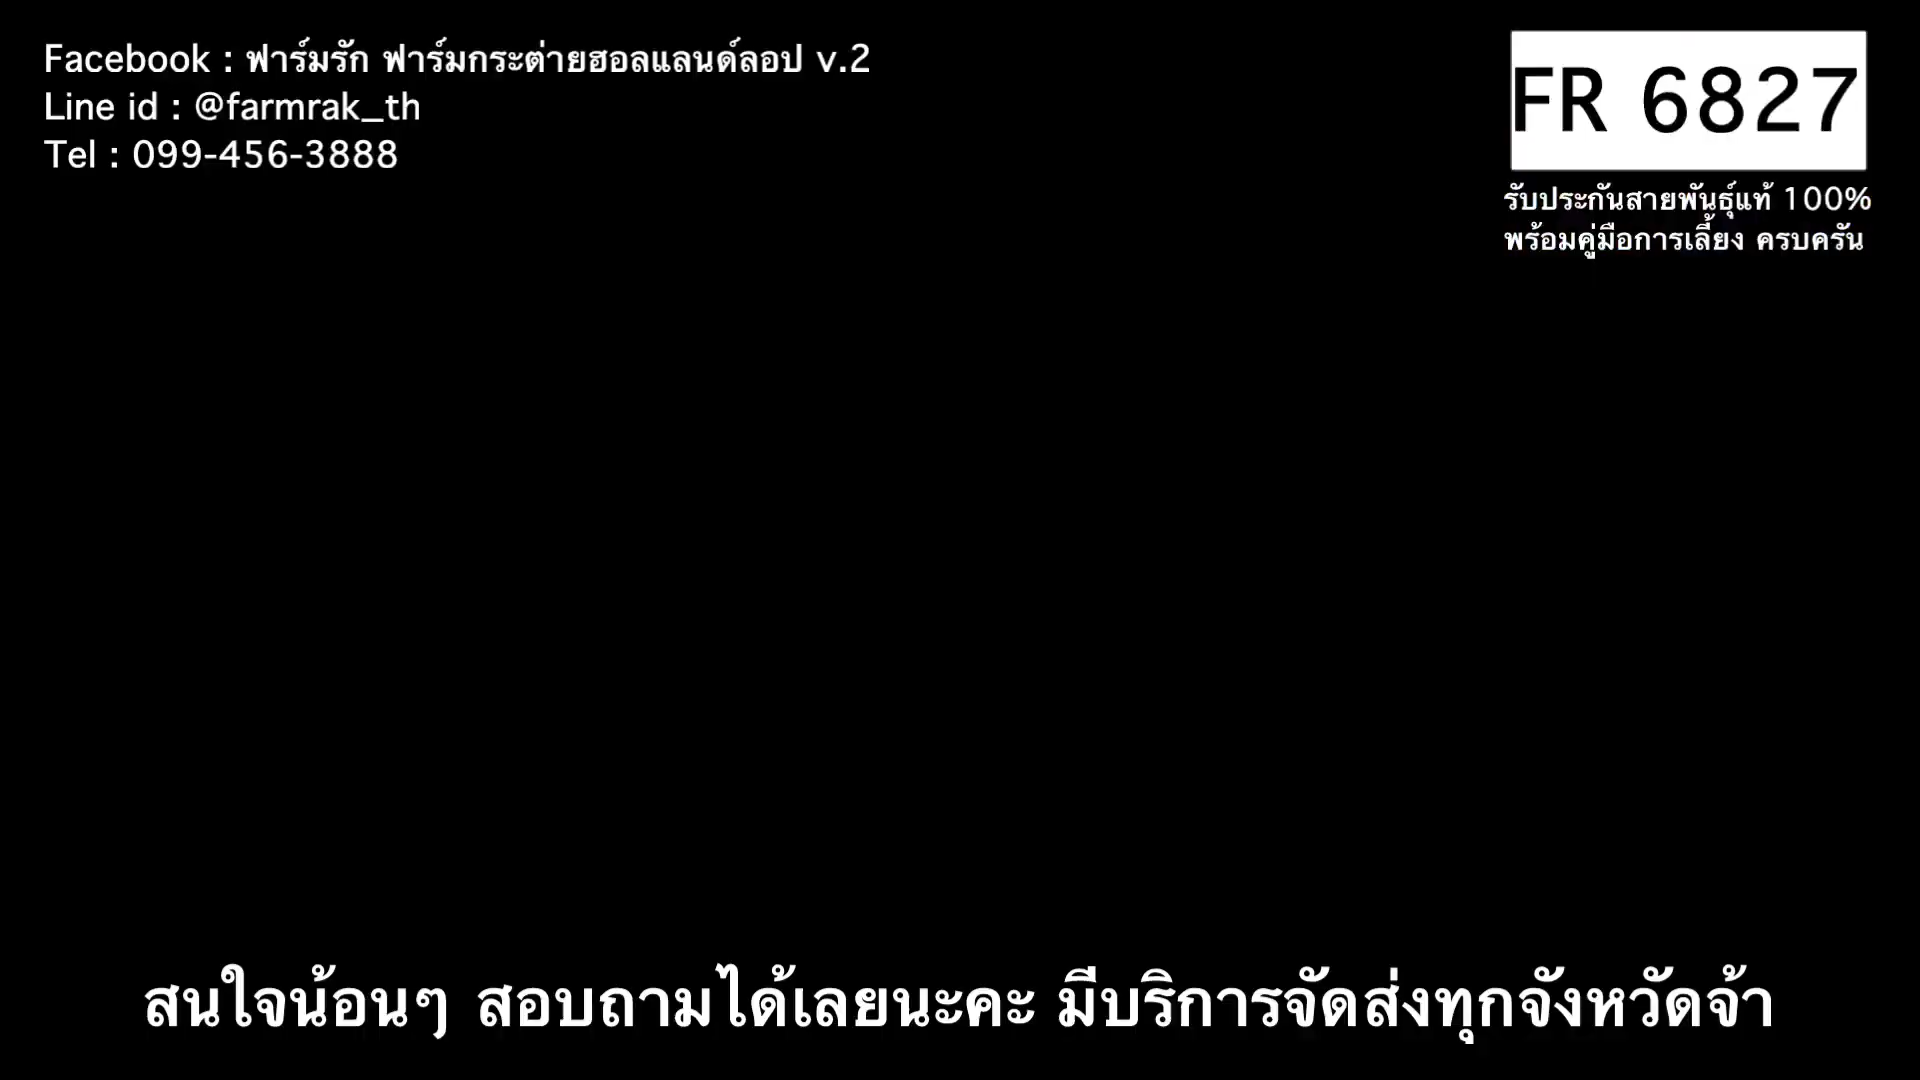 Facebook : ฟาร์มรัก ฟาร์มกระต่ายฮอลแลนด์ลอป v.2
Line id : @farmrak_th
Tel : 099-456-3888
FR 6827
รับประกันสายพันธุ์แท้ 100%
พร้อมคู่มือการเลี้ยง ครบครัน
สนใจน้อนๆ สอบถามได้เลยนะคะ มีบริการจัดส่งทุกจังหวัดจ้า